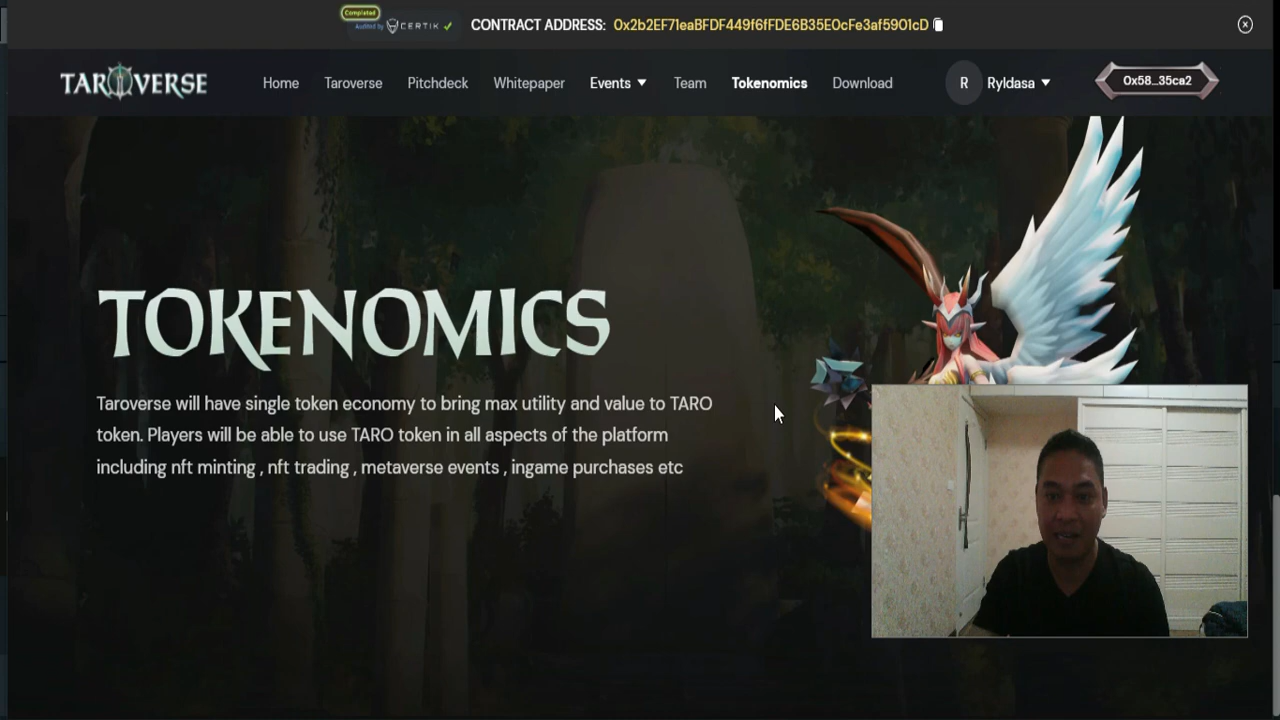 Completed
Audited by CERTIK
CONTRACT ADDRESS: 0x2b2EF71eaBFDF449f6fFDE6B35E0cFe3af5901cD
TAROVERSE
Home Taroverse Pitchdeck Whitepaper Events Team Tokenomics Download R Ryldasa 0x58...35ca2
TOKENOMICS
Taroverse will have single token economy to bring max utility and value to TARO
token. Players will be able to use TARO token in all aspects of the platform
including nft minting , nft trading , metaverse events , ingame purchases etc